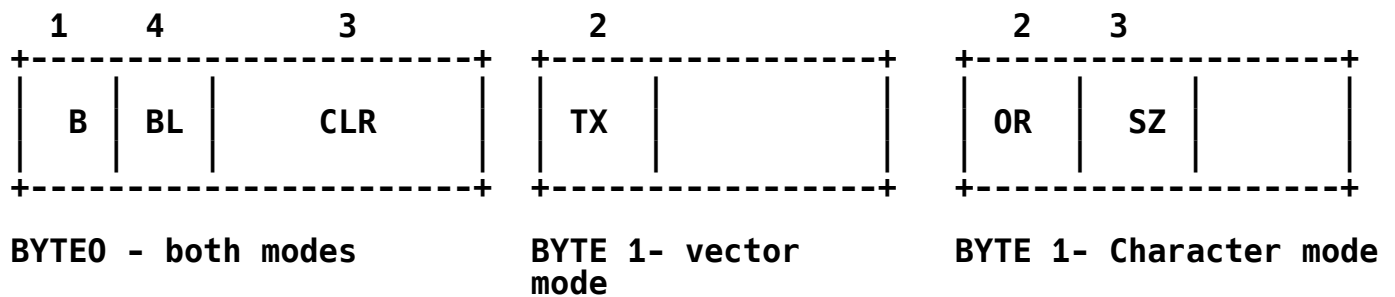 1 4 3 2 2 3
B BL CLR TX OR SZ
BYTE0 - both modes BYTE 1- vector BYTE 1- Character mode
mode